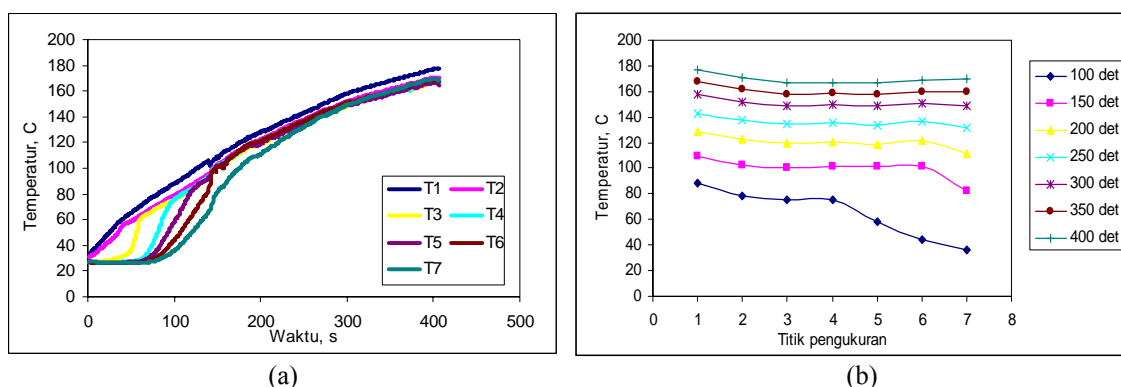 200
180
160
140
120
100
80
60
40
20
0
Temperatur, C
0 100 200 300 400 500
Waktu, s
T1 T2
T3 T4
T5 T6
T7
(a)
200
180
160
140
120
100
80
60
40
20
0
Temperatur, C
0 1 2 3 4 5 6 7 8
Titik pengukuran
100 det
150 det
200 det
250 det
300 det
350 det
400 det
(b)